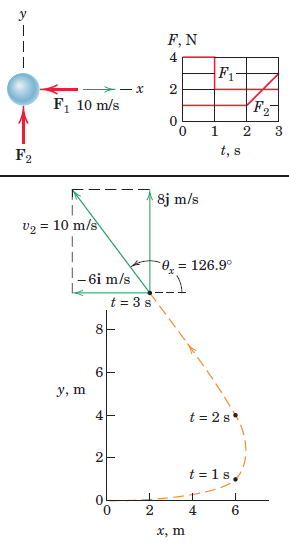 y
x
F₁ 10 m/s
F₂
F, N
4
2
0
F₁
F₂
0 1 2 3
t, s
8j m/s
v₂ = 10 m/s
θₓ = 126.9°
–6i m/s
t = 3 s
8
6
y, m
4
t = 2 s
2
t = 1 s
0
0 2 4 6
x, m